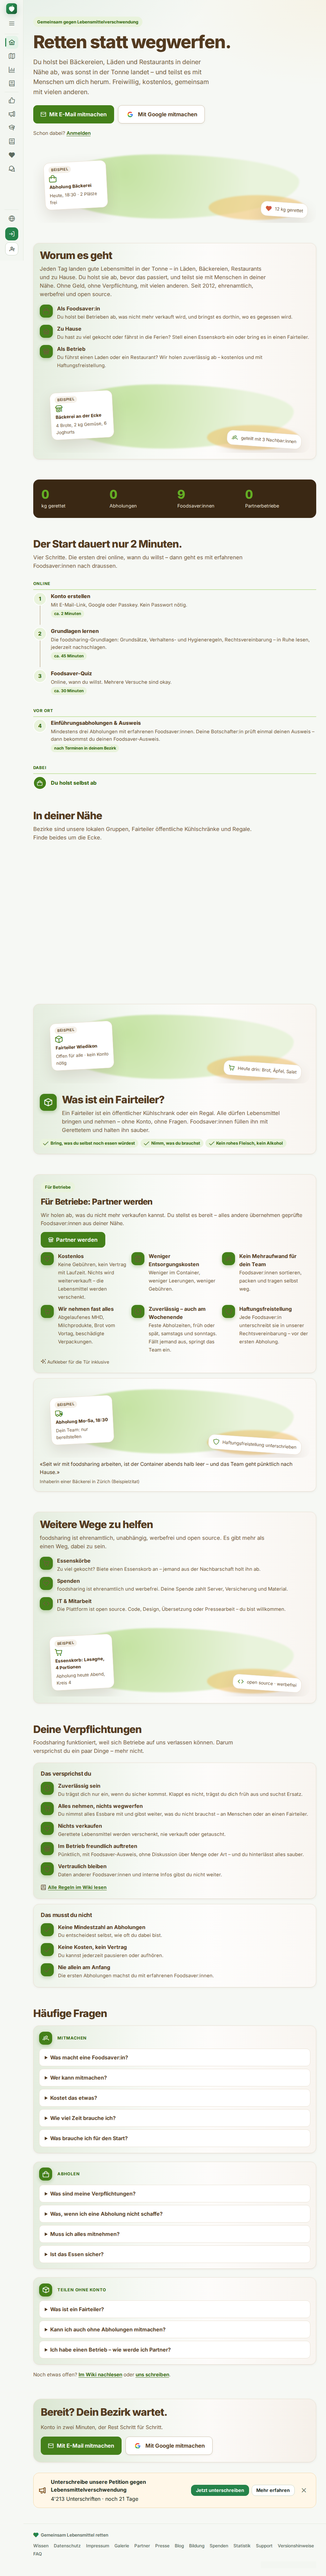 Gemeinsam gegen Lebensmittelverschwendung
Retten statt wegwerfen.
Du holst bei Bäckereien, Läden und Restaurants in deiner
Nähe ab, was sonst in der Tonne landet – und teilst es mit
Menschen um dich herum. Freiwillig, kostenlos, gemeinsam
mit vielen anderen.
Mit E-Mail mitmachen
Mit Google mitmachen
Schon dabei? Anmelden
BEISPIEL
Abholung Bäckerei
Heute, 18:30 · 2 Plätze
frei
12 kg gerettet
Worum es geht
Jeden Tag landen gute Lebensmittel in der Tonne – in Läden, Bäckereien, Restaurants
und zu Hause. Du holst sie ab, bevor das passiert, und teilst sie mit Menschen in deiner
Nähe. Ohne Geld, ohne Verpflichtung, mit vielen anderen. Seit 2012, ehrenamtlich,
werbefrei und open source.
Als Foodsaver:in
Du holst bei Betrieben ab, was nicht mehr verkauft wird, und bringst es dorthin, wo es gegessen wird.
Zu Hause
Du hast zu viel gekocht oder fährst in die Ferien? Stell einen Essenskorb ein oder bring es in einen Fairteiler.
Als Betrieb
Du führst einen Laden oder ein Restaurant? Wir holen zuverlässig ab – kostenlos und mit
Haftungsfreistellung.
BEISPIEL
Bäckerei an der Ecke
4 Brote, 2 kg Gemüse, 6
Joghurts
geteilt mit 3 Nachbar:innen
0
kg gerettet
0
Abholungen
9
Foodsaver:innen
0
Partnerbetriebe
Der Start dauert nur 2 Minuten.
Vier Schritte. Die ersten drei online, wann du willst – dann geht es mit erfahrenen
Foodsaver:innen nach draussen.
ONLINE
1
Konto erstellen
Mit E-Mail-Link, Google oder Passkey. Kein Passwort nötig.
ca. 2 Minuten
2
Grundlagen lernen
Die foodsharing-Grundlagen: Grundsätze, Verhaltens- und Hygieneregeln, Rechtsvereinbarung – in Ruhe lesen,
jederzeit nachschlagen.
ca. 45 Minuten
3
Foodsaver-Quiz
Online, wann du willst. Mehrere Versuche sind okay.
ca. 30 Minuten
VOR ORT
4
Einführungsabholungen & Ausweis
Mindestens drei Abholungen mit erfahrenen Foodsaver:innen. Deine Botschafter:in prüft einmal deinen Ausweis –
dann bekommst du deinen Foodsaver-Ausweis.
nach Terminen in deinem Bezirk
DABEI
Du holst selbst ab
In deiner Nähe
Bezirke sind unsere lokalen Gruppen, Fairteiler öffentliche Kühlschränke und Regale.
Finde beides um die Ecke.
BEISPIEL
Fairteiler Wiedikon
Offen für alle · kein Konto
nötig
Heute drin: Brot, Äpfel, Salat
Was ist ein Fairteiler?
Ein Fairteiler ist ein öffentlicher Kühlschrank oder ein Regal. Alle dürfen Lebensmittel
bringen und nehmen – ohne Konto, ohne Fragen. Foodsaver:innen füllen ihn mit
Geretteltem und halten ihn sauber.
Bring, was du selbst noch essen würdest
Nimm, was du brauchst
Kein rohes Fleisch, kein Alkohol
Für Betriebe
Für Betriebe: Partner werden
Wir holen ab, was du nicht mehr verkaufen kannst. Du stellst es bereit – alles andere übernehmen geprüfte
Foodsaver:innen aus deiner Nähe.
Partner werden
Kostenlos
Keine Gebühren, kein Vertrag
mit Laufzeit. Nichts wird
weiterverkauft – die
Lebensmittel werden
verschenkt.
Weniger
Entsorgungskosten
Weniger im Container,
weniger Leerungen, weniger
Gebühren.
Kein Mehraufwand für
dein Team
Foodsaver:innen sortieren,
packen und tragen selbst
weg.
Wir nehmen fast alles
Abgelaufenes MHD,
Milchprodukte, Brot vom
Vortag, beschädigte
Verpackungen.
Zuverlässig – auch am
Wochenende
Feste Abholzeiten, früh oder
spät, samstags und sonntags.
Fällt jemand aus, springt das
Team ein.
Haftungsfreistellung
Jede Foodsaver:in
unterschreibt sie in unserer
Rechtsvereinbarung – vor der
ersten Abholung.
Aufkleber für die Tür inklusive
BEISPIEL
Abholung Mo–Sa, 18:30
Dein Team: nur
bereitstellen
Haftungsfreistellung unterschrieben
«Seit wir mit foodsharing arbeiten, ist der Container abends halb leer – und das Team geht pünktlich nach
Hause.»
Inhaberin einer Bäckerei in Zürich (Beispielzitat)
Weitere Wege zu helfen
foodsharing ist ehrenamtlich, unabhängig, werbefrei und open source. Es gibt mehr als
einen Weg, dabei zu sein.
Essenskörbe
Zu viel gekocht? Biete einen Essenskorb an – jemand aus der Nachbarschaft holt ihn ab.
Spenden
foodsharing ist ehrenamtlich und werbefrei. Deine Spende zahlt Server, Versicherung und Material.
IT & Mitarbeit
Die Plattform ist open source. Code, Design, Übersetzung oder Pressearbeit – du bist willkommen.
BEISPIEL
Essenskorb: Lasagne,
4 Portionen
Abholung heute Abend,
Kreis 4
open source · werbefrei
Deine Verpflichtungen
Foodsharing funktioniert, weil sich Betriebe auf uns verlassen können. Darum
versprichst du ein paar Dinge – mehr nicht.
Das versprichst du
Zuverlässig sein
Du trägst dich nur ein, wenn du sicher kommst. Klappt es nicht, trägst du dich früh aus und suchst Ersatz.
Alles nehmen, nichts wegwerfen
Du nimmst alles Essbare mit und gibst weiter, was du nicht brauchst – an Menschen oder an einen Fairteiler.
Nichts verkaufen
Gerettete Lebensmittel werden verschenkt, nie verkauft oder getauscht.
Im Betrieb freundlich auftreten
Pünktlich, mit Foodsaver-Ausweis, ohne Diskussion über Menge oder Art – und du hinterlässt alles sauber.
Vertraulich bleiben
Daten anderer Foodsaver:innen und interne Infos gibst du nicht weiter.
Alle Regeln im Wiki lesen
Das musst du nicht
Keine Mindestzahl an Abholungen
Du entscheidest selbst, wie oft du dabei bist.
Keine Kosten, kein Vertrag
Du kannst jederzeit pausieren oder aufhören.
Nie allein am Anfang
Die ersten Abholungen machst du mit erfahrenen Foodsaver:innen.
Häufige Fragen
MITMACHEN
Was macht eine Foodsaver:in?
Wer kann mitmachen?
Kostet das etwas?
Wie viel Zeit brauche ich?
Was brauche ich für den Start?
ABHOLEN
Was sind meine Verpflichtungen?
Was, wenn ich eine Abholung nicht schaffe?
Muss ich alles mitnehmen?
Ist das Essen sicher?
TEILEN OHNE KONTO
Was ist ein Fairteiler?
Kann ich auch ohne Abholungen mitmachen?
Ich habe einen Betrieb – wie werde ich Partner?
Noch etwas offen? Im Wiki nachlesen oder uns schreiben.
Bereit? Dein Bezirk wartet.
Konto in zwei Minuten, der Rest Schritt für Schritt.
Mit E-Mail mitmachen
Mit Google mitmachen
Unterschreibe unsere Petition gegen
Lebensmittelverschwendung
4'213 Unterschriften · noch 21 Tage
Jetzt unterschreiben
Mehr erfahren
Gemeinsam Lebensmittel retten
Wissen Datenschutz Impressum Galerie Partner Presse Blog Bildung Spenden Statistik Support Versionshinweise
FAQ